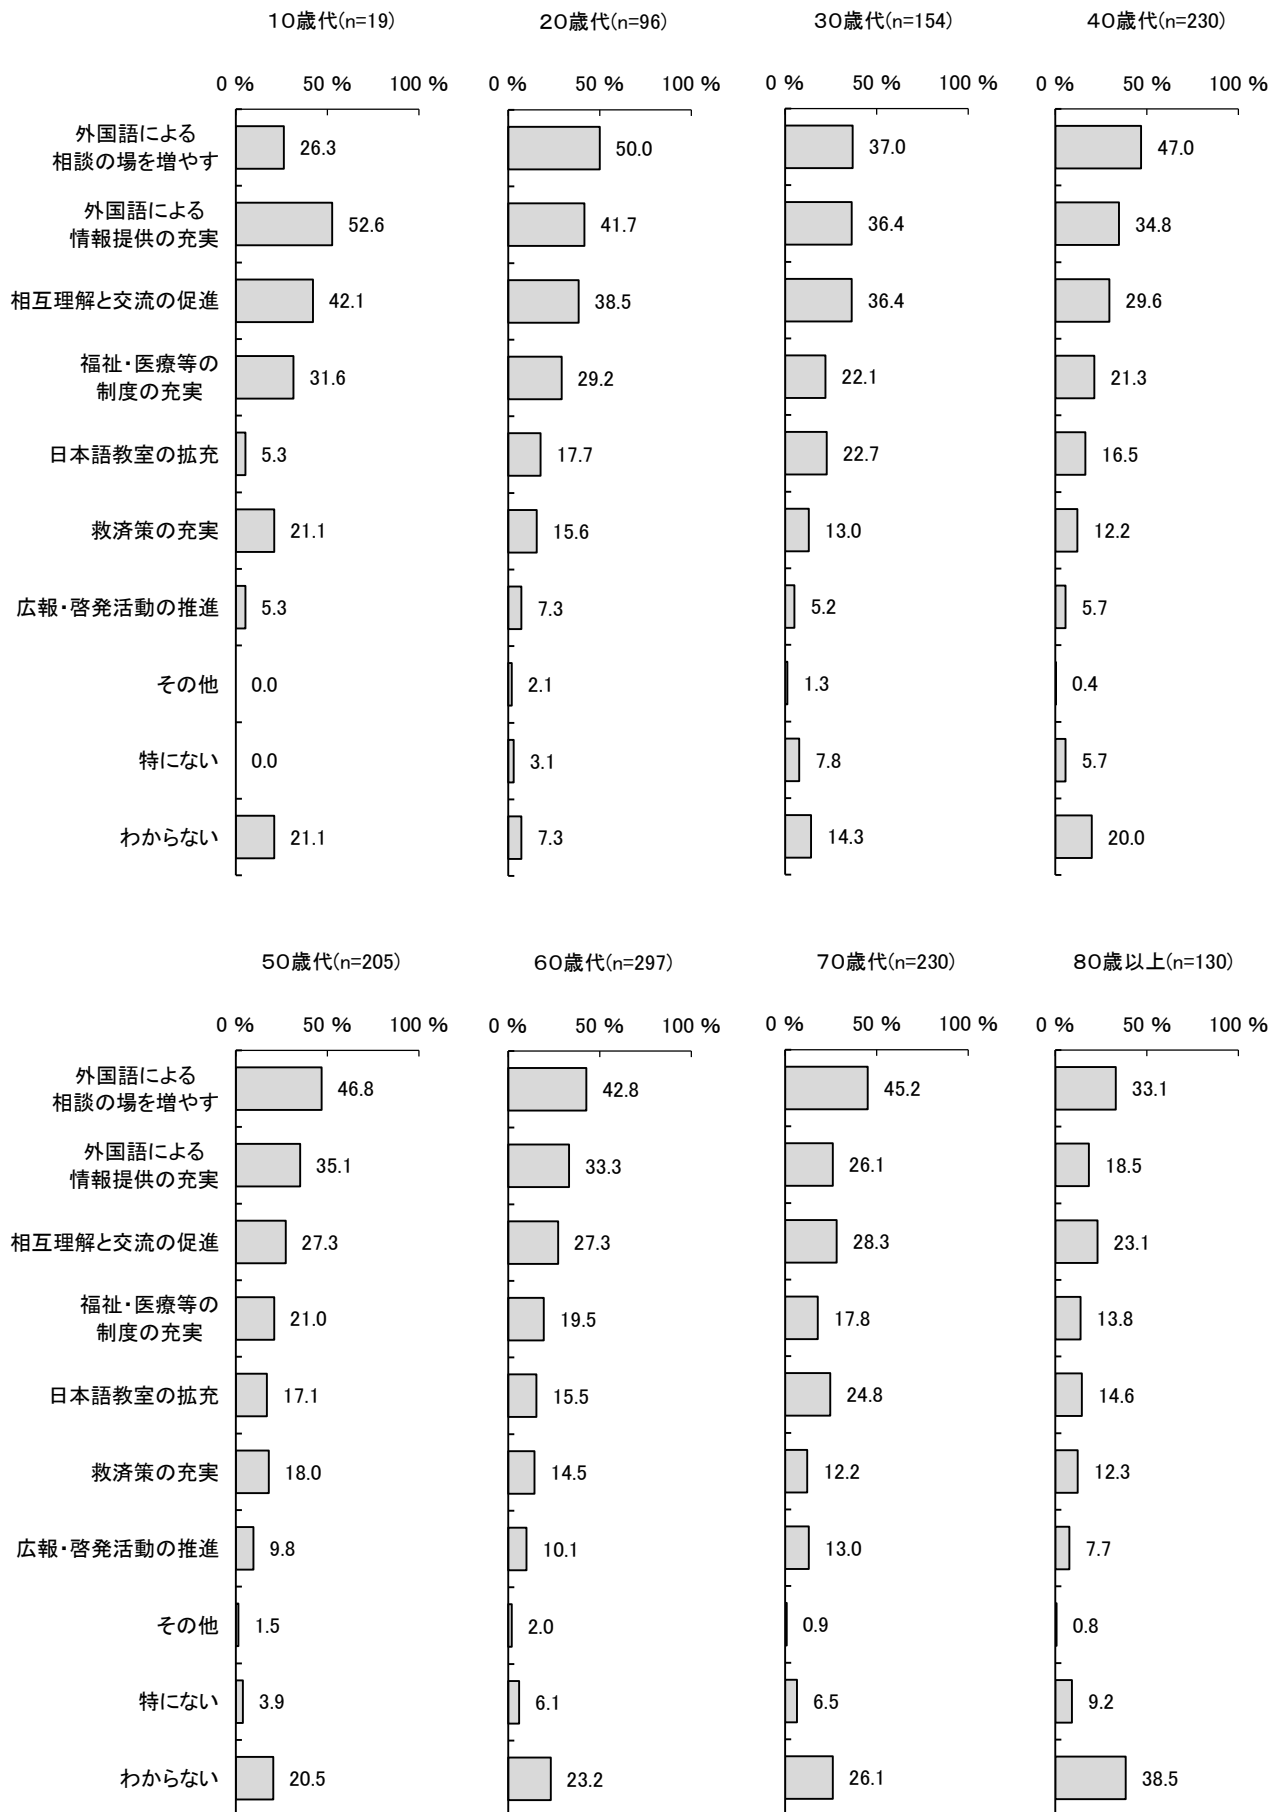 10歳代(n=19) 20歳代(n=96) 30歳代(n=154) 40歳代(n=230)
0 % 50 % 100 % 0 % 50 % 100 % 0 % 50 % 100 % 0 % 50 % 100 %
外国語による
相談の場を増やす 26.3 50.0 37.0 47.0
外国語による
情報提供の充実 52.6 41.7 36.4 34.8
相互理解と交流の促進 42.1 38.5 36.4 29.6
福祉・医療等の
制度の充実 31.6 29.2 22.1 21.3
日本語教室の拡充 5.3 17.7 22.7 16.5
救済策の充実 21.1 15.6 13.0 12.2
広報・啓発活動の推進 5.3 7.3 5.2 5.7
その他 0.0 2.1 1.3 0.4
特にない 0.0 3.1 7.8 5.7
わからない 21.1 7.3 14.3 20.0
50歳代(n=205) 60歳代(n=297) 70歳代(n=230) 80歳以上(n=130)
0 % 50 % 100 % 0 % 50 % 100 % 0 % 50 % 100 % 0 % 50 % 100 %
外国語による
相談の場を増やす 46.8 42.8 45.2 33.1
外国語による
情報提供の充実 35.1 33.3 26.1 18.5
相互理解と交流の促進 27.3 27.3 28.3 23.1
福祉・医療等の
制度の充実 21.0 19.5 17.8 13.8
日本語教室の拡充 17.1 15.5 24.8 14.6
救済策の充実 18.0 14.5 12.2 12.3
広報・啓発活動の推進 9.8 10.1 13.0 7.7
その他 1.5 2.0 0.9 0.8
特にない 3.9 6.1 6.5 9.2
わからない 20.5 23.2 26.1 38.5